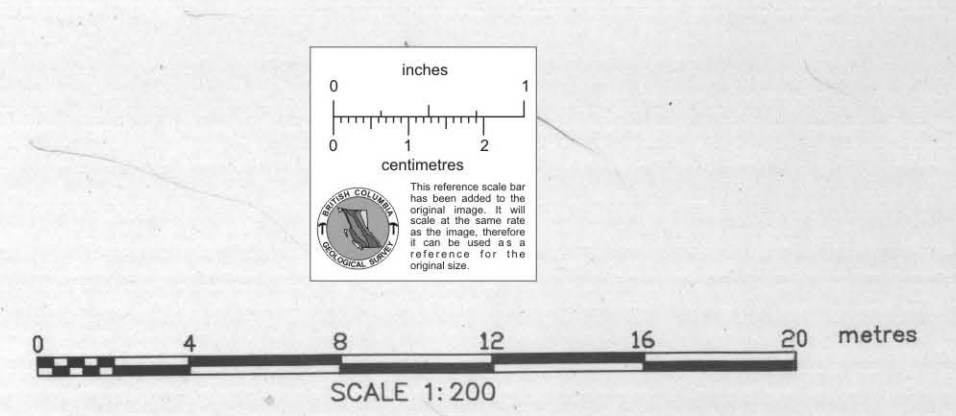 inches
0 1
0 1 2
centimetres
BRITISH COLUMBIA
GEOLOGICAL SURVEY
This reference scale bar
has been added to the
original image. It will
scale at the same rate
as the image, therefore
it can be used as a
reference for the
original size.
0 4 8 12 16 20 metres
SCALE 1:200